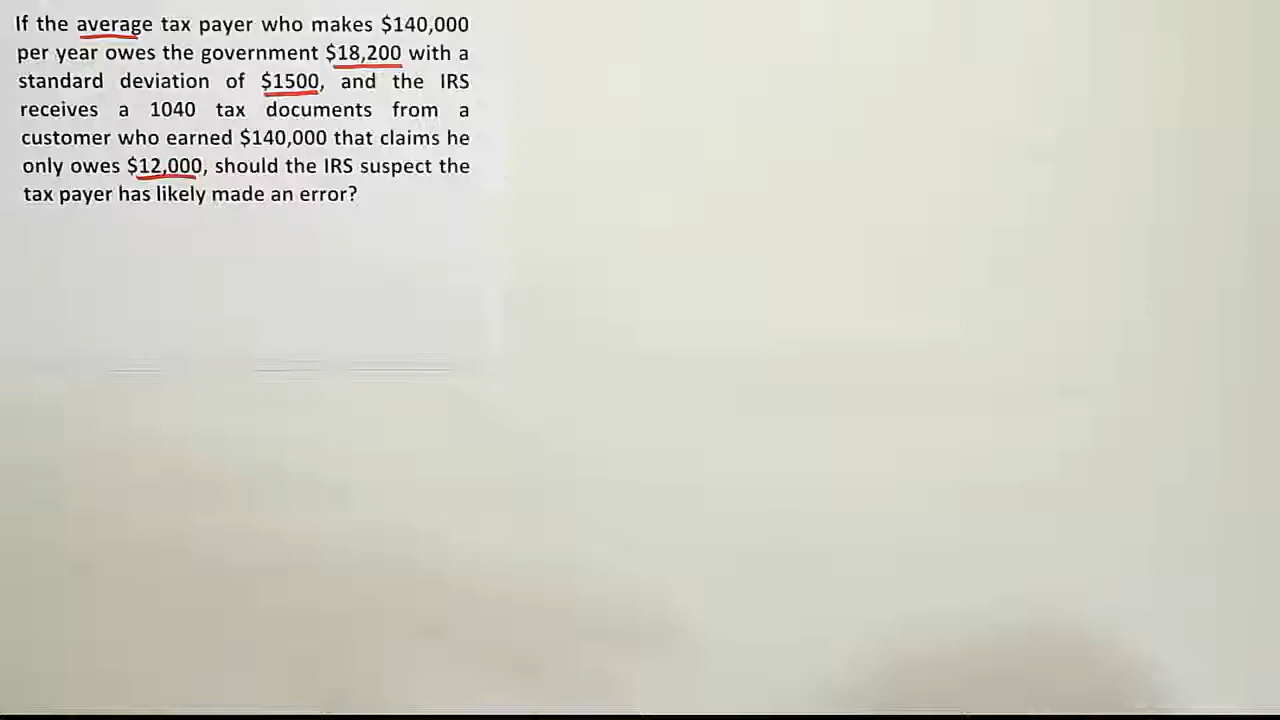 If the average tax payer who makes $140,000
per year owes the government $18,200 with a
standard deviation of $1500, and the IRS
receives a 1040 tax documents from a
customer who earned $140,000 that claims he
only owes $12,000, should the IRS suspect the
tax payer has likely made an error?